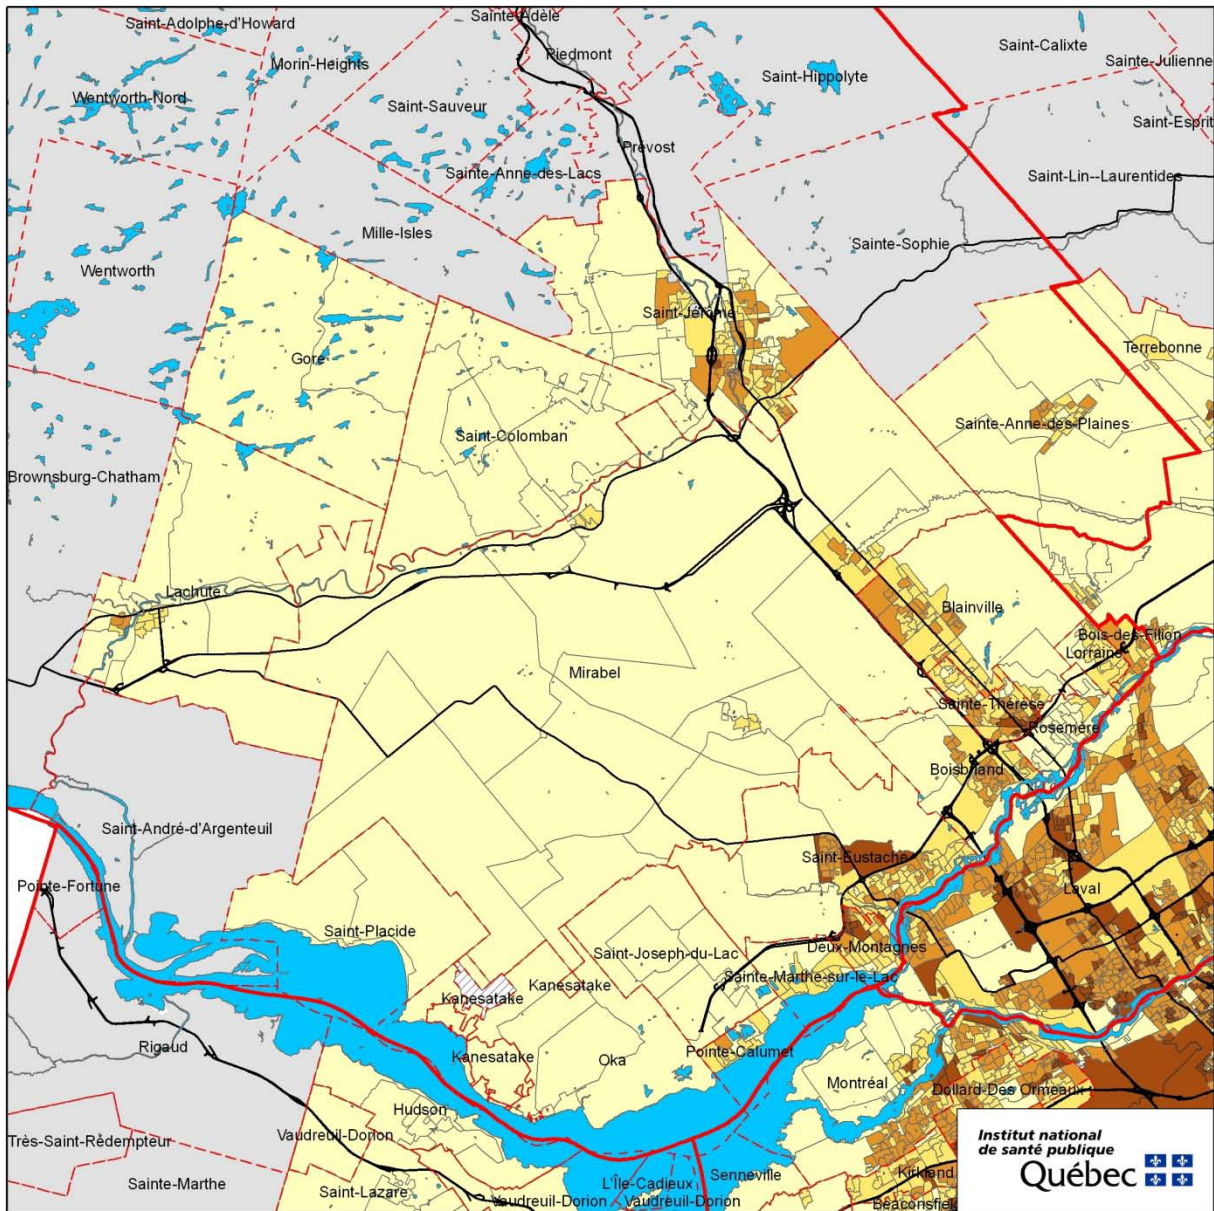 Saint-Adolphe-d'Howard
Sainte-Adèle
Piedmont
Morin-Heights
Saint-Calixte
Sainte-Julienne
Saint-Hippolyte
Wentworth-Nord
Saint-Sauveur
Saint-Esprit
Prévost
Sainte-Anne-des-Lacs
Saint-Lin--Laurentides
Mille-Isles
Sainte-Sophie
Wentworth
Saint-Jérôme
Terrebonne
Gore
Sainte-Anne-des-Plaines
Saint-Colomban
Brownsburg-Chatham
Lachute
Blainville
Bois-des-Filion
Lorraine
Mirabel
Sainte-Thérèse
Rosemère
Boisbriand
Saint-André-d'Argenteuil
Saint-Eustache
Pointe-Fortune
Laval
Saint-Placide
Saint-Joseph-du-Lac
Deux-Montagnes
Sainte-Marthe-sur-le-Lac
Kanesatake
Kanesatake
Rigaud
Kanesatake
Oka
Pointe-Calumet
Montréal
Dollard-Des Ormeaux
Hudson
Très-Saint-Rédempteur
Vaudreuil-Dorion
Sainte-Marthe
Saint-Lazare
L'Île-Cadieux
Senneville
Kirkland
Vaudreuil-Dorion
Vaudreuil-Dorion
Beaconsfield
Institut national
de santé publique
Québec